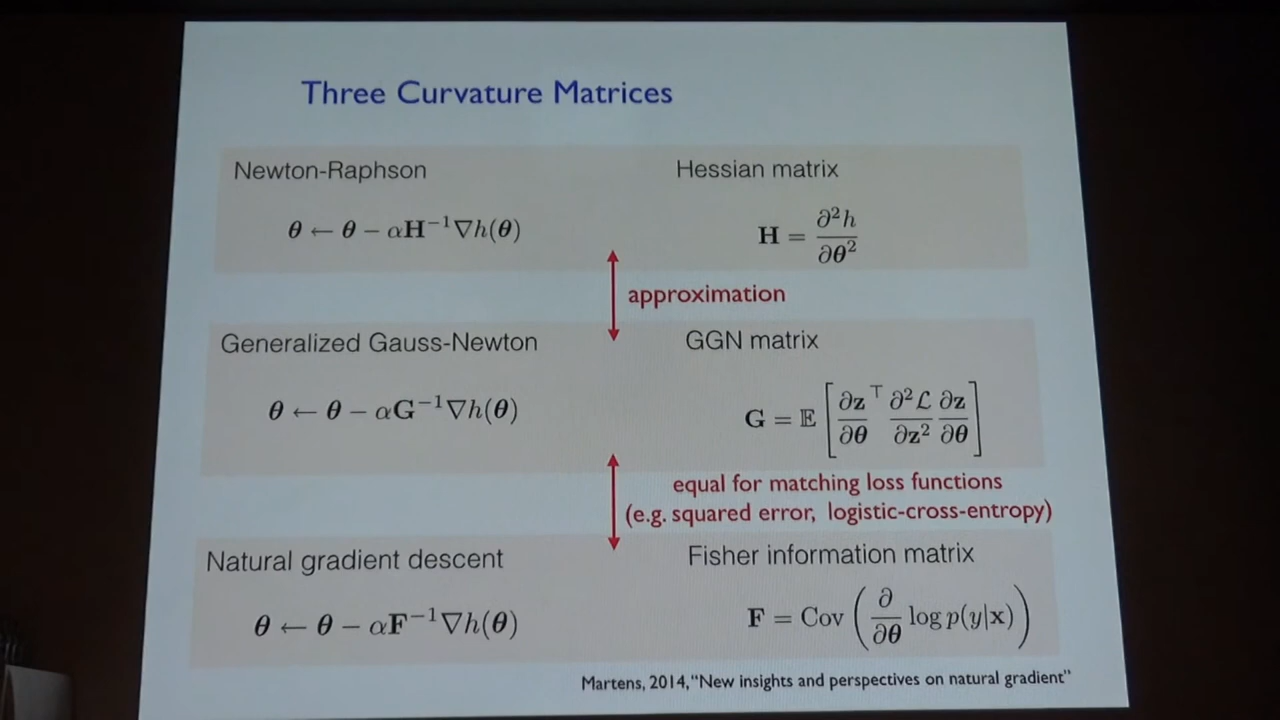 Three Curvature Matrices
Newton-Raphson
Hessian matrix
θ ← θ − αH⁻¹∇h(θ)
H = ∂²h / ∂θ²
approximation
Generalized Gauss-Newton
GGN matrix
θ ← θ − αG⁻¹∇h(θ)
G = 𝔼 [ ∂z/∂θ ⊤ ∂²ℒ/∂z² ∂z/∂θ ]
equal for matching loss functions
(e.g. squared error, logistic-cross-entropy)
Natural gradient descent
Fisher information matrix
θ ← θ − αF⁻¹∇h(θ)
F = Cov ( ∂/∂θ log p(y|x) )
Martens, 2014, "New insights and perspectives on natural gradient"